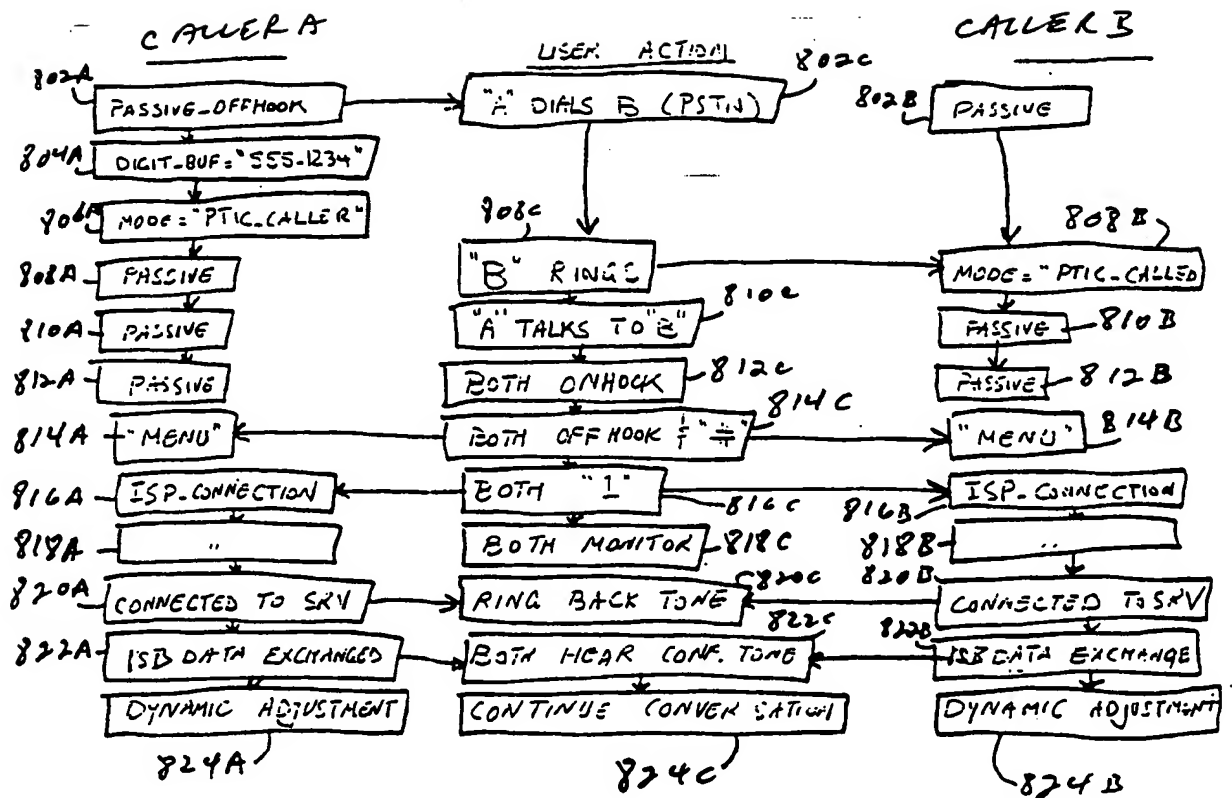 CALLER A
USER ACTION
CALLER B
802A
PASSIVE_OFFHOOK
"A" DIALS B (PSTN)
802C
802B
PASSIVE
804A
DIGIT_BUF="555-1234"
806A
MODE="PTIC_CALLER"
808C
808B
808A
PASSIVE
"B" RINGS
MODE="PTIC_CALLED
810A
PASSIVE
"A" TALKS TO "B"
810C
PASSIVE
810B
812A
PASSIVE
BOTH ONHOOK
812C
PASSIVE
812B
814A
"MENU"
BOTH OFFHOOK
814C
"MENU"
814B
816A
ISP_CONNECTION
BOTH "1"
816C
816B
ISP_CONNECTION
818A
"
BOTH MONITOR
818C
818B
..
820A
CONNECTED TO SRV
RING BACK TONE
820C
820B
CONNECTED TO SRV
822A
ISB DATA EXCHANGED
BOTH HEAR CONF. TONE
822C
822B
ISB DATA EXCHANGE
DYNAMIC ADJUSTMENT
CONTINUE CONVERSATION
DYNAMIC ADJUSTMENT
824A
824C
824B